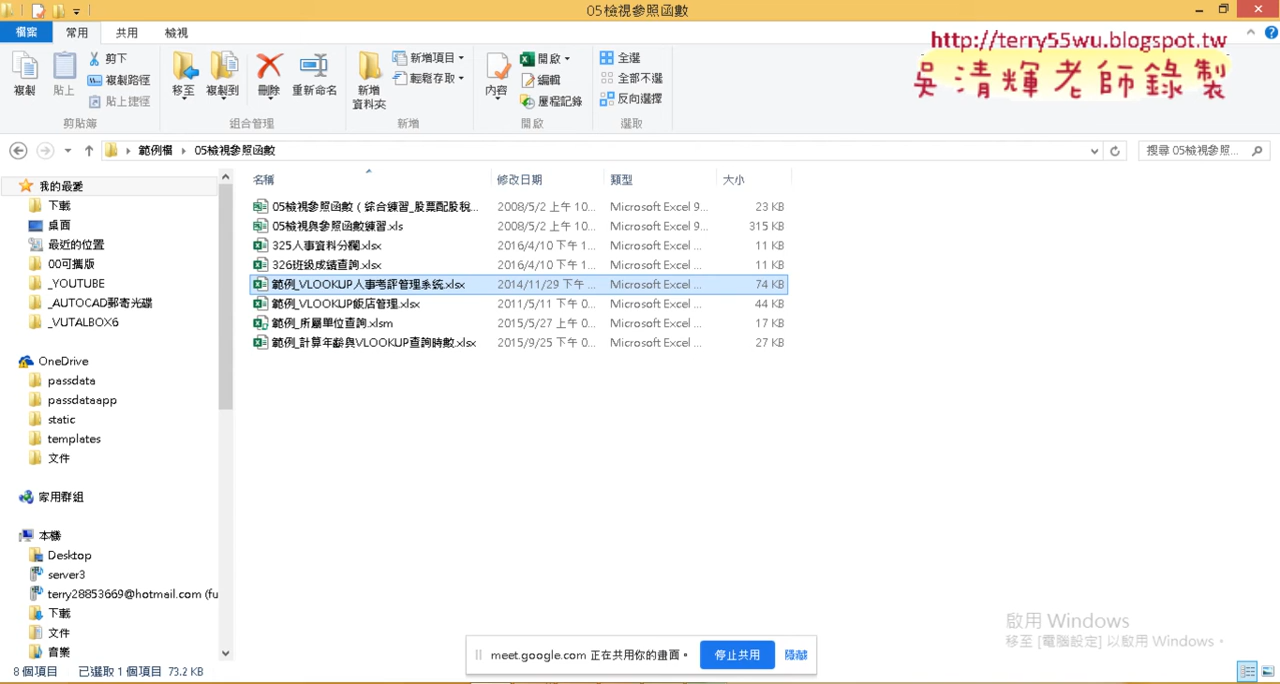 05檢視參照函數
檔案 常用 共用 檢視
http://terry55wu.blogspot.tw
吳清輝老師錄製
複製 貼上 剪下 複製路徑 貼上捷徑
剪貼簿
移至 複製到 刪除 重新命名
組合管理
新增資料夾 新增項目 輕鬆存取
新增
內容 開啟 編輯 歷程記錄
開啟
全選 全部不選 反向選擇
選取
範例檔 05檢視參照函數
搜尋 05檢視參照...
我的最愛
下載
桌面
最近的位置
00可攜版
_YOUTUBE
_AUTOCAD郵寄光碟
_VUTALBOX6
OneDrive
passdata
passdataapp
static
templates
文件
家用群組
本機
Desktop
server3
terry28853669@hotmail.com (fu
下載
文件
音樂
名稱 修改日期 類型 大小
05檢視參照函數 ( 綜合練習_股票配股稅... 2008/5/2 上午 10... Microsoft Excel 9... 23 KB
05檢視與參照函數練習.xls 2008/5/2 上午 10... Microsoft Excel 9... 315 KB
325人事資料分欄.xlsx 2016/4/10 下午 1... Microsoft Excel ... 11 KB
326班級成績查詢.xlsx 2016/4/10 下午 1... Microsoft Excel ... 11 KB
範例_VLOOKUP人事考評管理系統.xlsx 2014/11/29 下午 ... Microsoft Excel ... 74 KB
範例_VLOOKUP飯店管理.xlsx 2011/5/11 下午 0... Microsoft Excel ... 44 KB
範例_所屬單位查詢.xlsm 2015/5/27 上午 0... Microsoft Excel ... 17 KB
範例_計算年齡與VLOOKUP查詢時數.xlsx 2015/9/25 下午 0... Microsoft Excel ... 27 KB
啟用 Windows
移至 [電腦設定] 以啟用 Windows。
meet.google.com 正在共用你的畫面。 停止共用 隱藏
8 個項目 已選取 1 個項目 73.2 KB